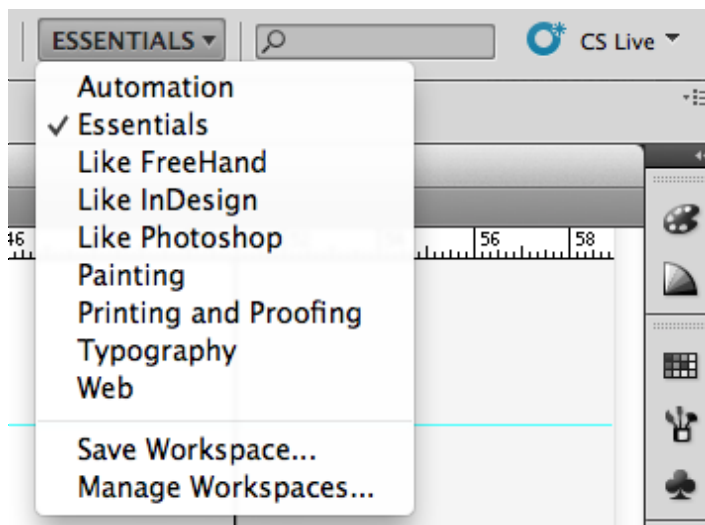 ESSENTIALS
CS Live
Automation
Essentials
Like FreeHand
Like InDesign
Like Photoshop
46
56
58
Painting
Printing and Proofing
Typography
Web
Save Workspace...
Manage Workspaces...